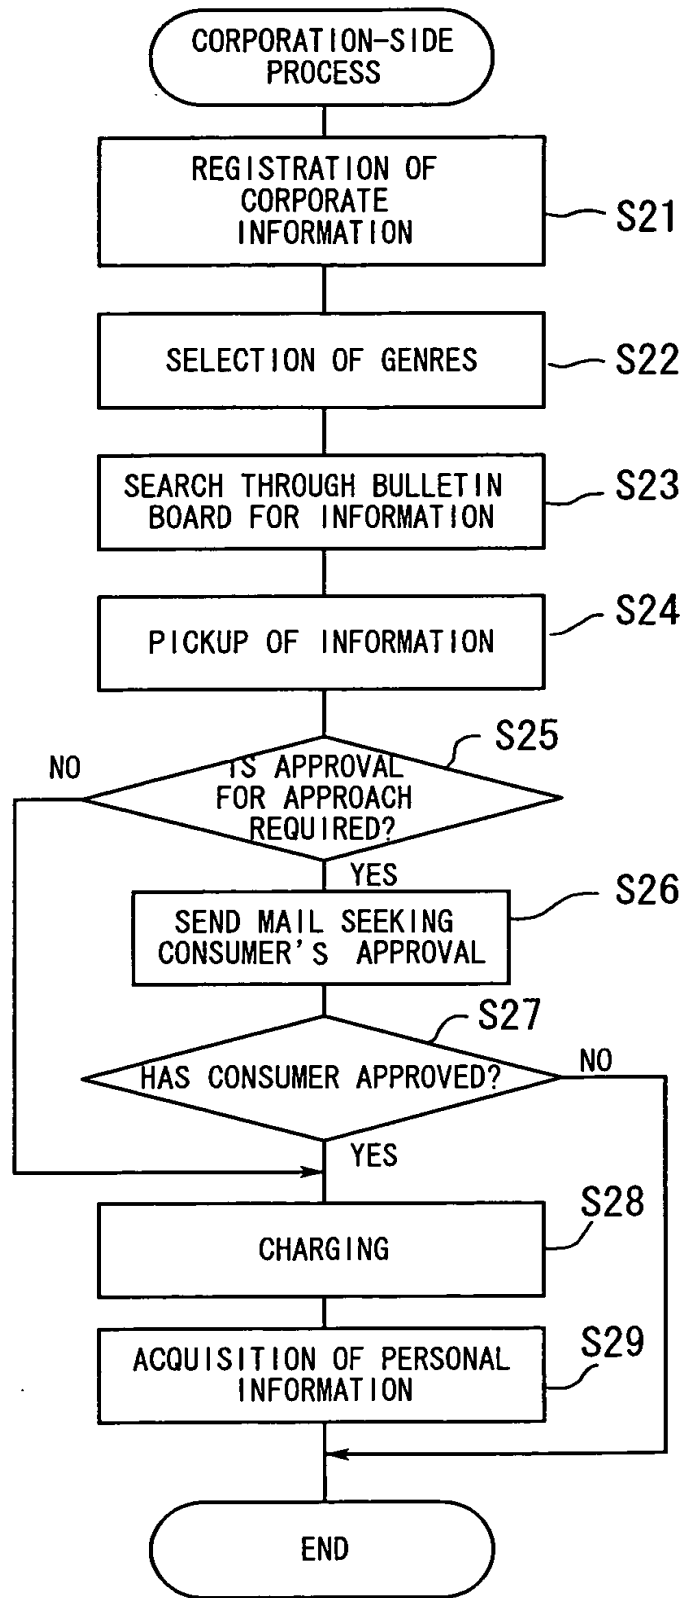 CORPORATION-SIDE
PROCESS
REGISTRATION OF
CORPORATE
INFORMATION
S21
SELECTION OF GENRES
S22
SEARCH THROUGH BULLETIN
BOARD FOR INFORMATION
S23
PICKUP OF INFORMATION
S24
S25
NO
IS APPROVAL
FOR APPROACH
REQUIRED?
YES
SEND MAIL SEEKING
CONSUMER'S APPROVAL
S26
S27
HAS CONSUMER APPROVED?
NO
YES
CHARGING
S28
ACQUISITION OF PERSONAL
INFORMATION
S29
END